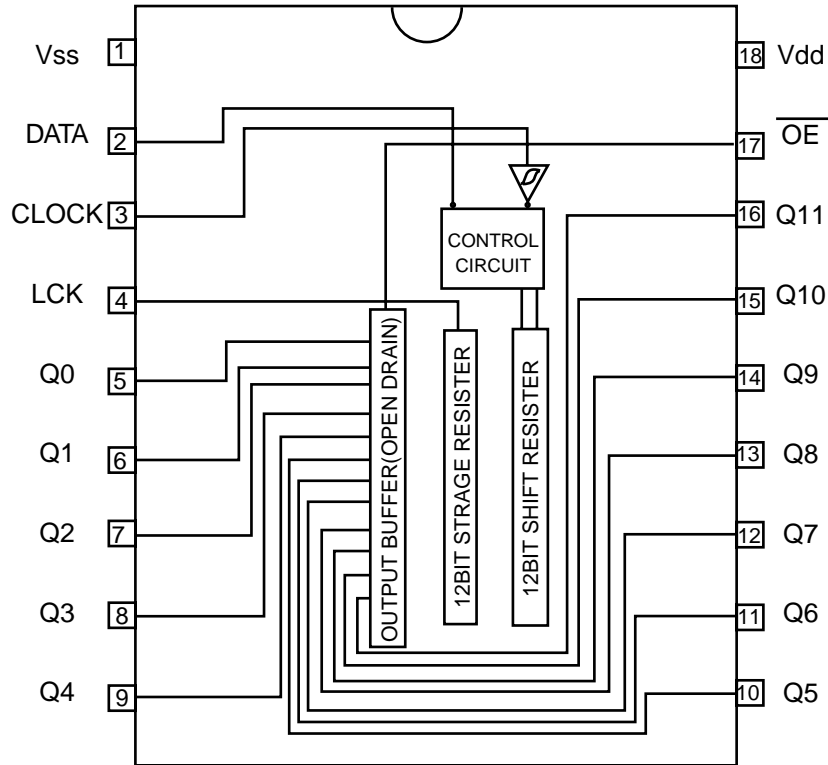 Vss 1
18 Vdd
DATA 2
17 OE
CLOCK 3
16 Q11
CONTROL
CIRCUIT
LCK 4
15 Q10
Q0 5
14 Q9
Q1 6
13 Q8
Q2 7
12 Q7
Q3 8
11 Q6
Q4 9
10 Q5
OUTPUT BUFFER(OPEN DRAIN)
12BIT STRAGE RESISTER
12BIT SHIFT RESISTER